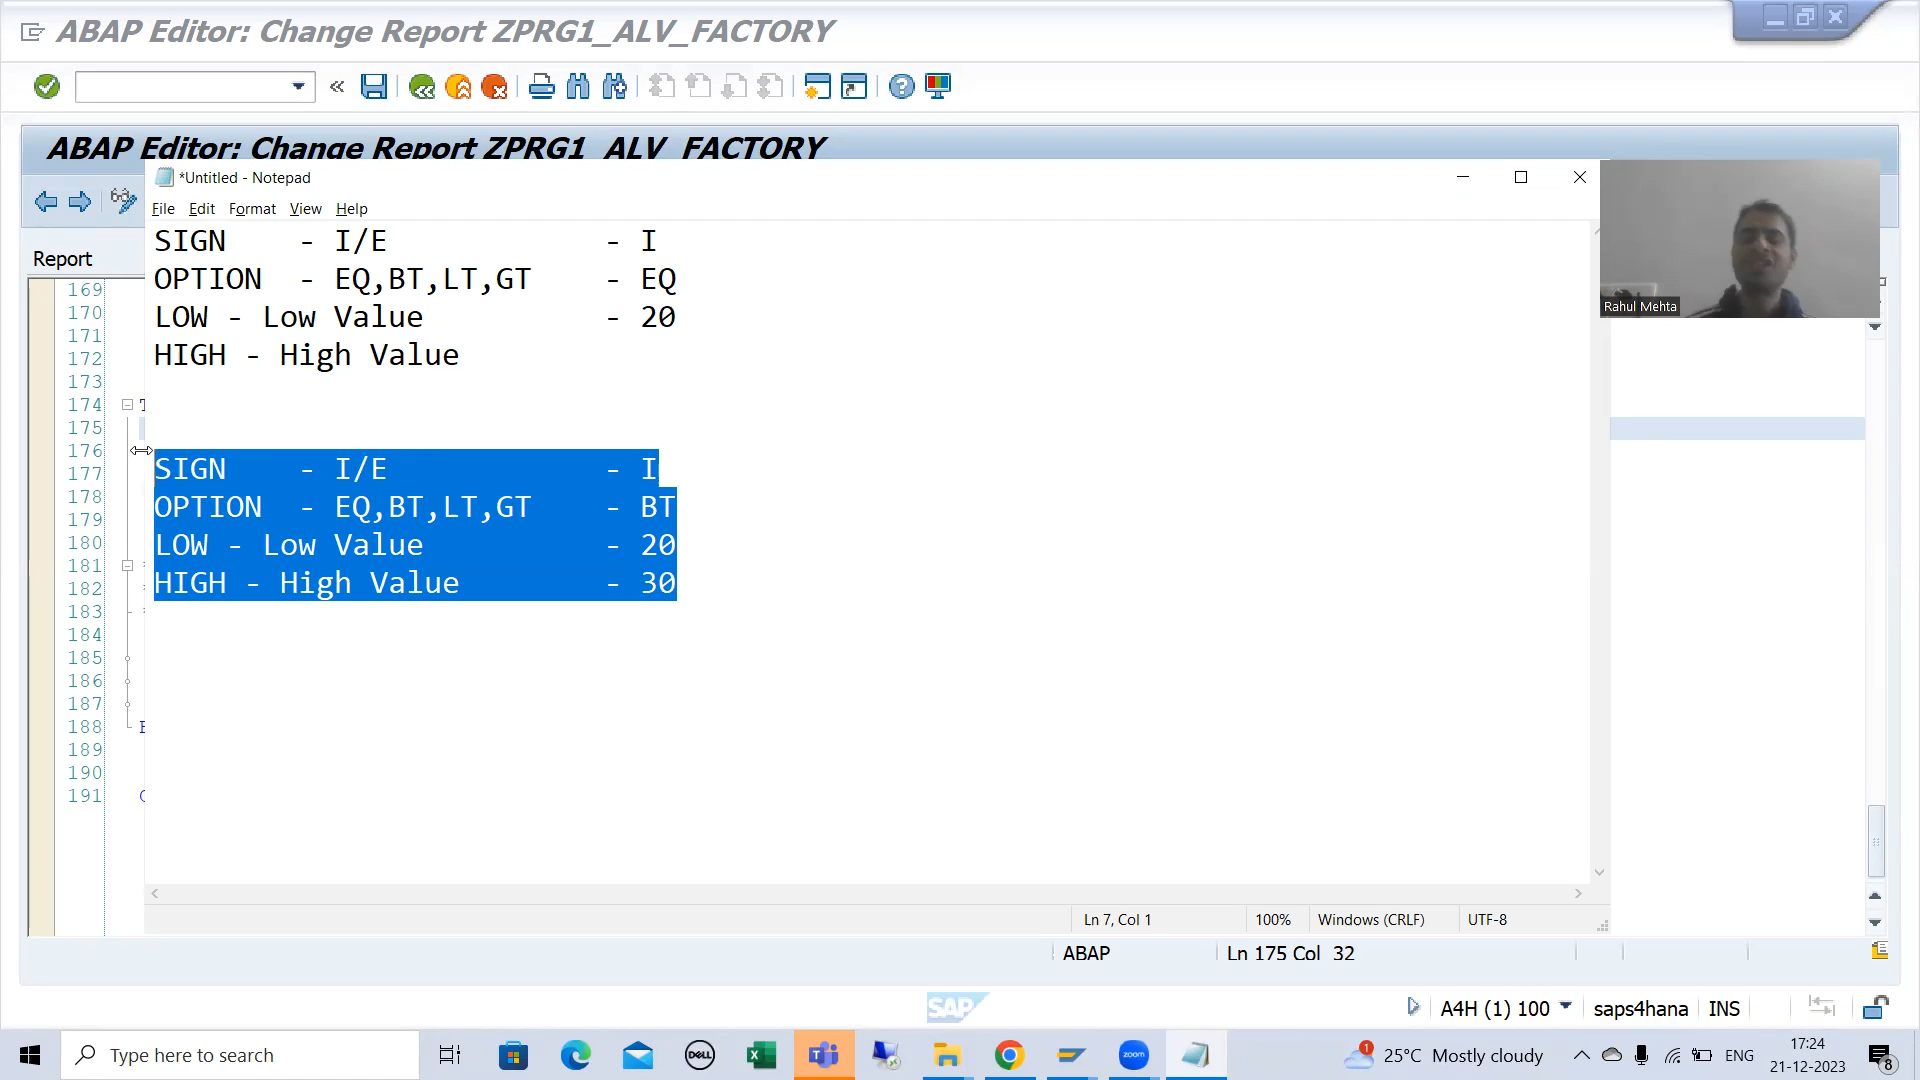 ABAP Editor: Change Report ZPRG1_ALV_FACTORY
ABAP Editor: Change Report ZPRG1_ALV_FACTORY
*Untitled - Notepad
File Edit Format View Help
Report
SIGN - I/E - I
OPTION - EQ,BT,LT,GT - EQ
LOW - Low Value - 20
HIGH - High Value
SIGN - I/E - I
OPTION - EQ,BT,LT,GT - BT
LOW - Low Value - 20
HIGH - High Value - 30
Rahul Mehta
169
170
171
172
173
174
175
176
177
178
179
180
181
182
183
184
185
186
187
188
189
190
191
Ln 7, Col 1 100% Windows (CRLF) UTF-8
ABAP Ln 175 Col 32
SAP
A4H (1) 100 saps4hana INS
Type here to search
DELL
zoom
1
25°C Mostly cloudy
ENG
17:24
21-12-2023
8